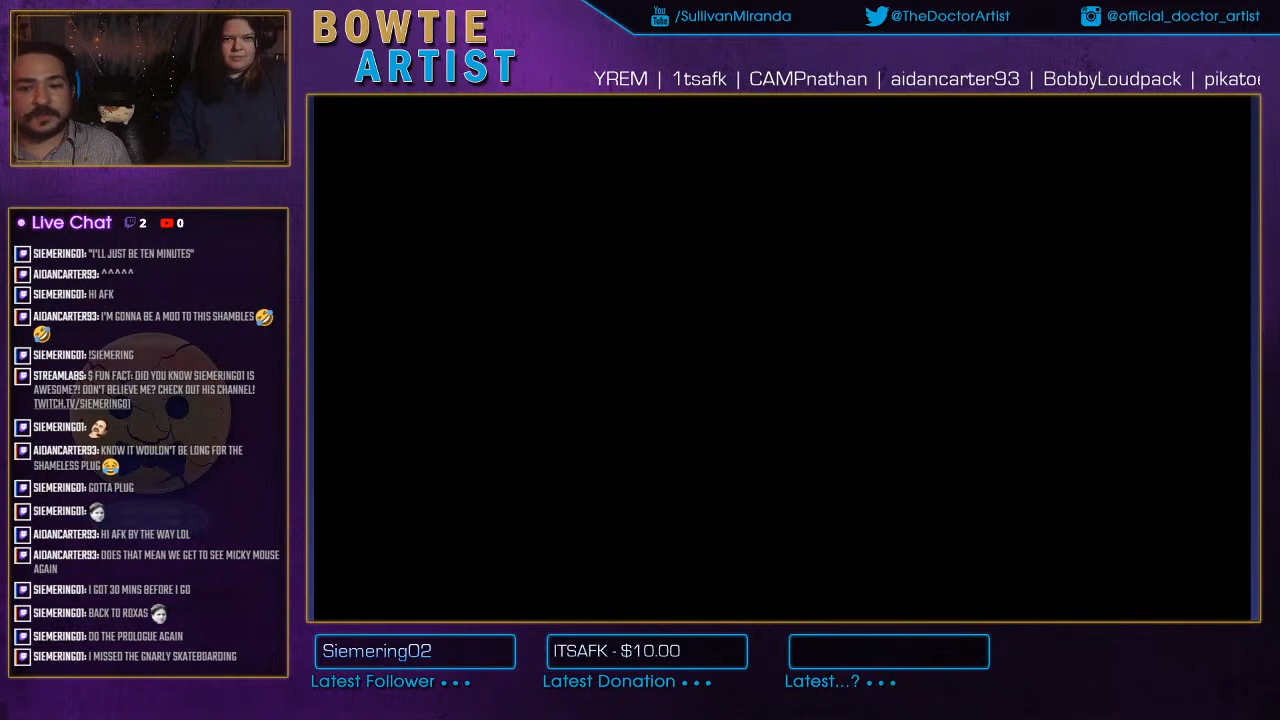 BOWTIE
ARTIST
/SullivanMiranda
@TheDoctorArtist
@official_doctor_artist
YREM | 1tsafk | CAMPnathan | aidancarter93 | BobbyLoudpack | pikatoe
Live Chat 2 0
SIEMERING01: "I'LL JUST BE TEN MINUTES"
AIDANCARTER93: ^^^^^
SIEMERING01: HI AFK
AIDANCARTER93: I'M GONNA BE A MOD TO THIS SHAMBLES 🤣
🤣
SIEMERING01: !SIEMERING
STREAMLABS: $ FUN FACT: DID YOU KNOW SIEMERING01 IS
AWESOME?! DON'T BELIEVE ME? CHECK OUT HIS CHANNEL!
TWITCH.TV/SIEMERING01
SIEMERING01:
AIDANCARTER93: KNOW IT WOULDN'T BE LONG FOR THE
SHAMELESS PLUG 😂
SIEMERING01: GOTTA PLUG
SIEMERING01:
AIDANCARTER93: HI AFK BY THE WAY LOL
AIDANCARTER93: DOES THAT MEAN WE GET TO SEE MICKY MOUSE
AGAIN
SIEMERING01: I GOT 30 MINS BEFORE I GO
SIEMERING01: BACK TO ROXAS
SIEMERING01: DO THE PROLOGUE AGAIN
SIEMERING01: I MISSED THE GNARLY SKATEBOARDING
Siemering02
Latest Follower • • •
ITSAFK - $10.00
Latest Donation • • •
Latest...? • • •